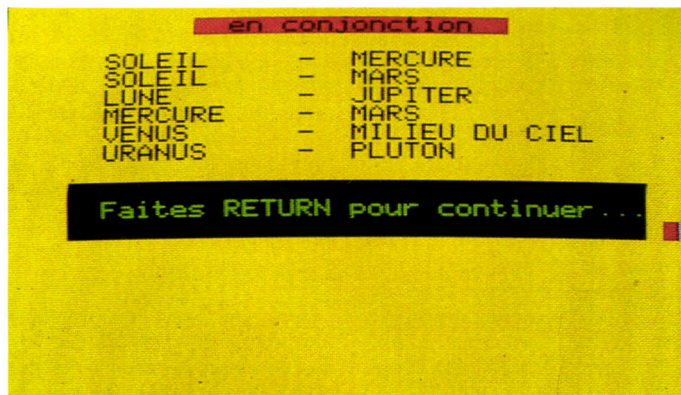 en conjonction
SOLEIL - MERCURE
SOLEIL - MARS
LUNE - JUPITER
MERCURE - MARS
VENUS - MILIEU DU CIEL
URANUS - PLUTON
Faites RETURN pour continuer...